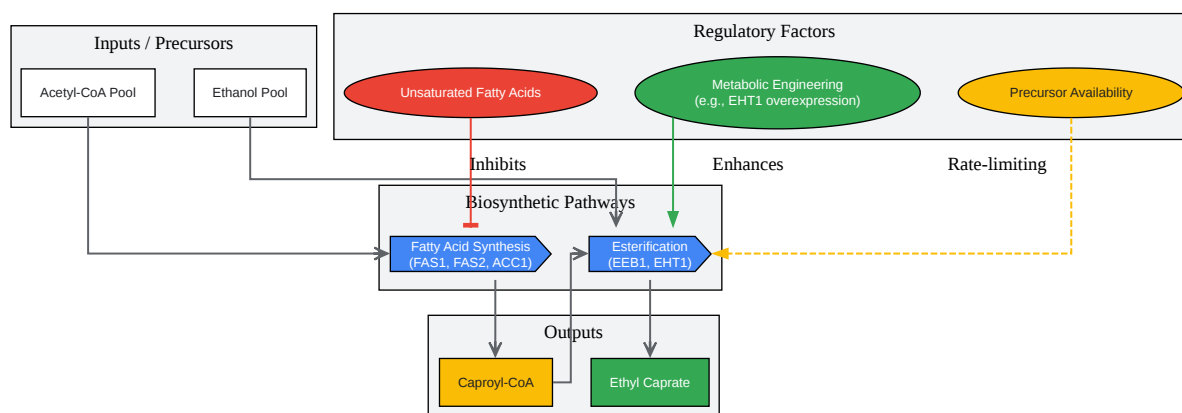 Inputs / Precursors
Regulatory Factors
Acetyl-CoA Pool
Ethanol Pool
Unsaturated Fatty Acids
Metabolic Engineering
(e.g., EHT1 overexpression)
Precursor Availability
Inhibits
Enhances
Rate-limiting
Biosynthetic Pathways
Fatty Acid Synthesis
(FAS1, FAS2, ACC1)
Esterification
(EEB1, EHT1)
Outputs
Caproyl-CoA
Ethyl Caprate